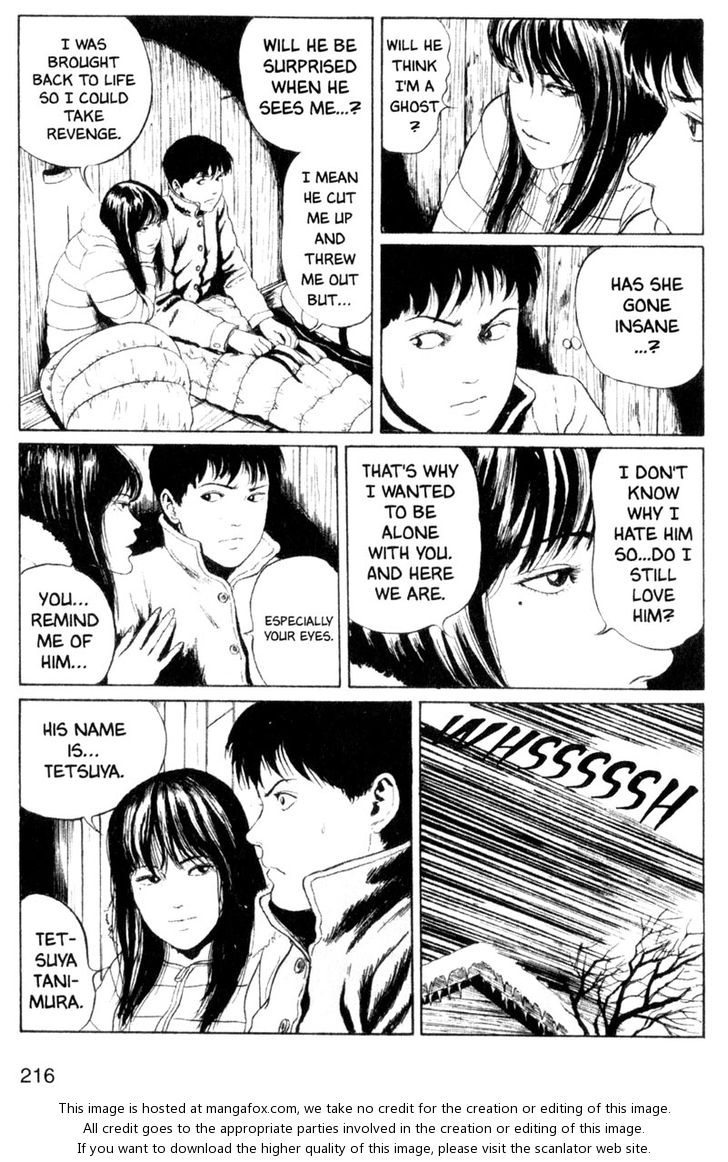 I WAS
BROUGHT
BACK TO LIFE
SO I COULD
TAKE
REVENGE.
WILL HE BE
SURPRISED
WHEN HE
SEES ME...?
I MEAN
HE CUT
ME UP
AND
THREW
ME OUT
BUT...
WILL HE
THINK
I'M A
GHOST
?
HAS SHE
GONE
INSANE
...?
YOU...
REMIND
ME OF
HIM...
ESPECIALLY
YOUR EYES.
THAT'S WHY
I WANTED
TO BE
ALONE
WITH YOU.
AND HERE
WE ARE.
I DON'T
KNOW
WHY I
HATE HIM
SO...DO I
STILL
LOVE
HIM?
HIS NAME
IS...
TETSUYA.
TET-
SUYA
TANI-
MURA.
WHSSSSSH
216
This image is hosted at mangafox.com, we take no credit for the creation or editing of this image.
All credit goes to the appropriate parties involved in the creation or editing of this image.
If you want to download the higher quality of this image, please visit the scanlator web site.